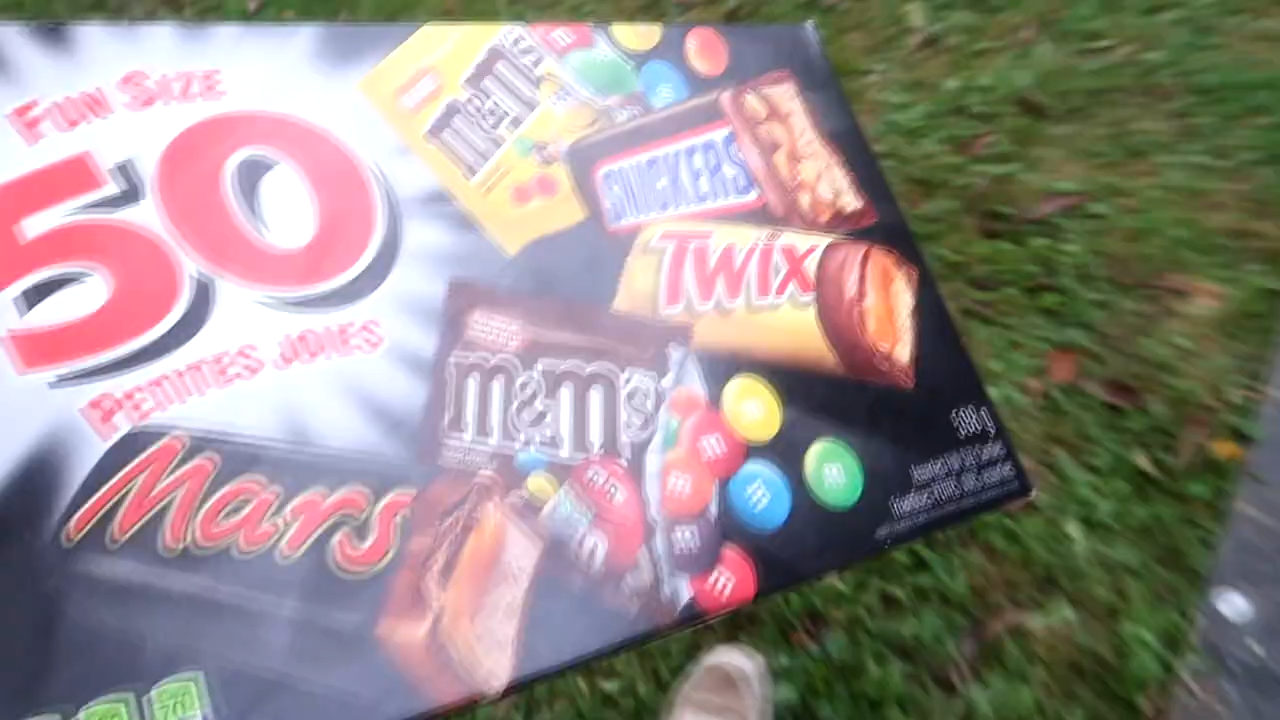 FUN SIZE
50
PETITES JOIES
m&m's
SNICKERS
TWIX
m&m's
Mars
598 g